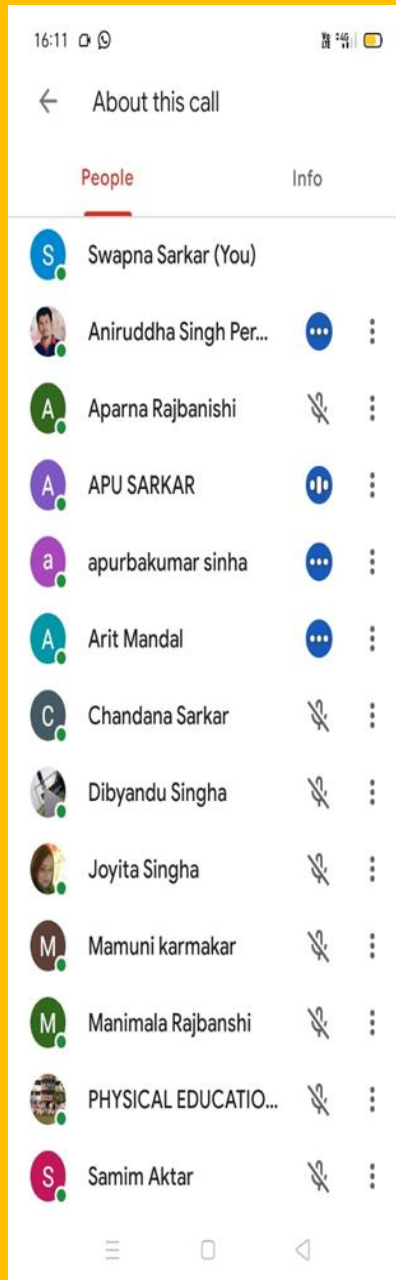 16:11
About this call
People Info
S Swapna Sarkar (You)
Aniruddha Singh Per...
A Aparna Rajbanishi
A APU SARKAR
a apurbakumar sinha
A Arit Mandal
C Chandana Sarkar
Dibyandu Singha
Joyita Singha
M Mamuni karmakar
M Manimala Rajbanshi
PHYSICAL EDUCATIO...
S Samim Aktar